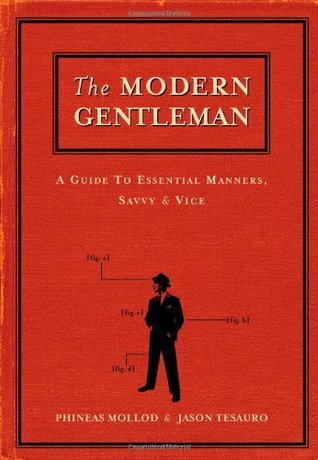 The MODERN
GENTLEMAN
A GUIDE TO ESSENTIAL MANNERS,
SAVVY & VICE
[fig. a]
[fig. c]
[fig. b]
[fig. d]
PHINEAS MOLLOD & JASON TESAURO